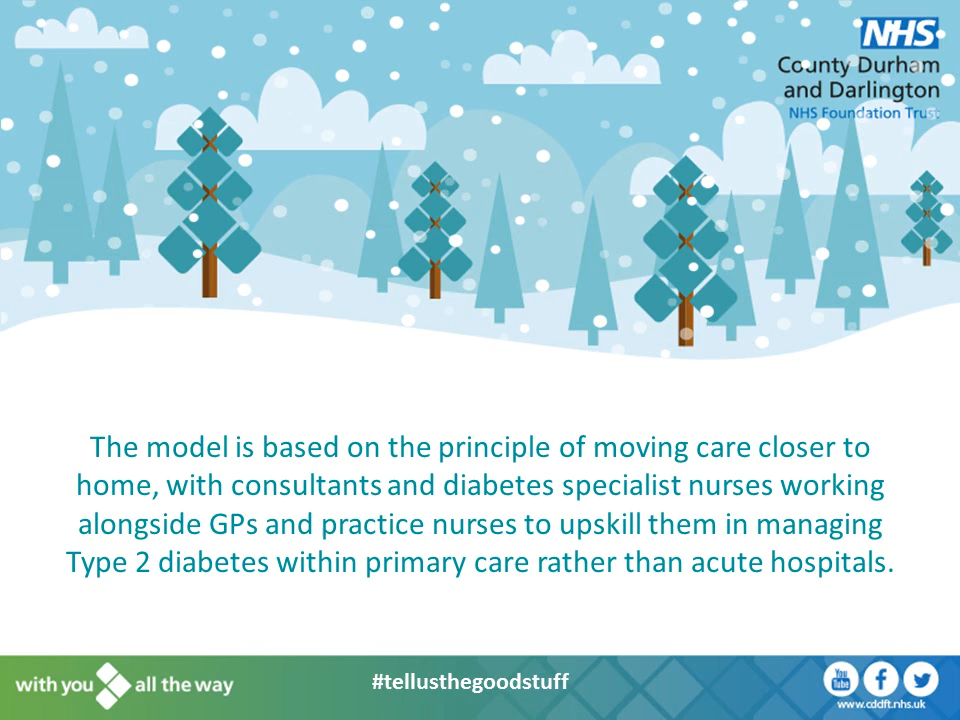 NHS
County Durham
and Darlington
NHS Foundation Trust
The model is based on the principle of moving care closer to
home, with consultants and diabetes specialist nurses working
alongside GPs and practice nurses to upskill them in managing
Type 2 diabetes within primary care rather than acute hospitals.
with you all the way
#tellusthegoodstuff
You
Tube
www.cddft.nhs.uk